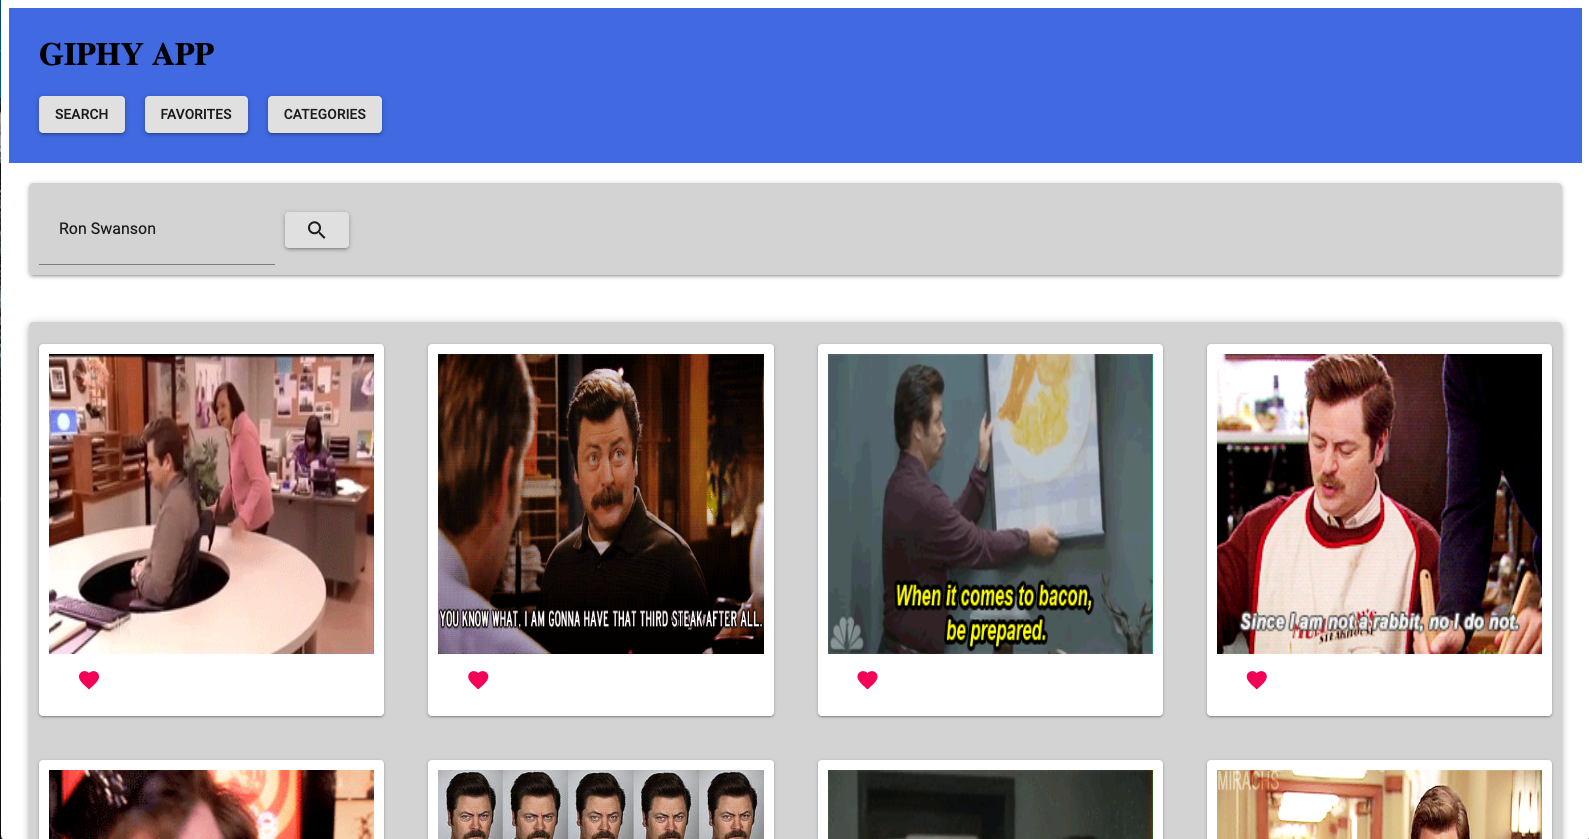 GIPHY APP
SEARCH
FAVORITES
CATEGORIES
Ron Swanson
YOU KNOW WHAT, I AM GONNA HAVE THAT THIRD STEAK AFTER ALL.
When it comes to bacon,
be prepared.
Since I am not a rabbit, no I do not.
STEAKHOUSE
MIRACHS